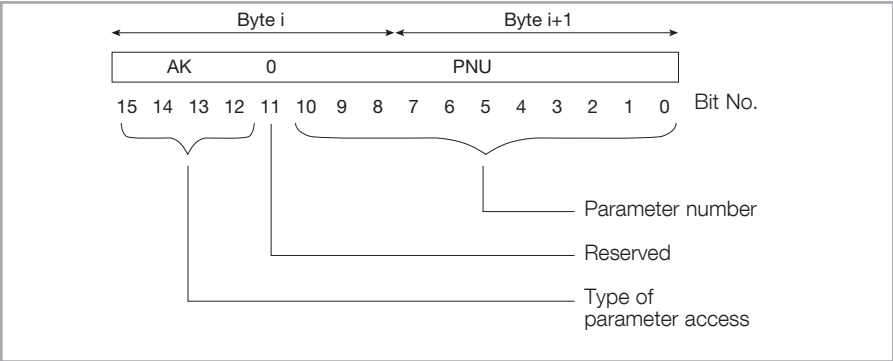 Byte i Byte i+1
AK 0 PNU
15 14 13 12 11 10 9 8 7 6 5 4 3 2 1 0 Bit No.
Parameter number
Reserved
Type of
parameter access